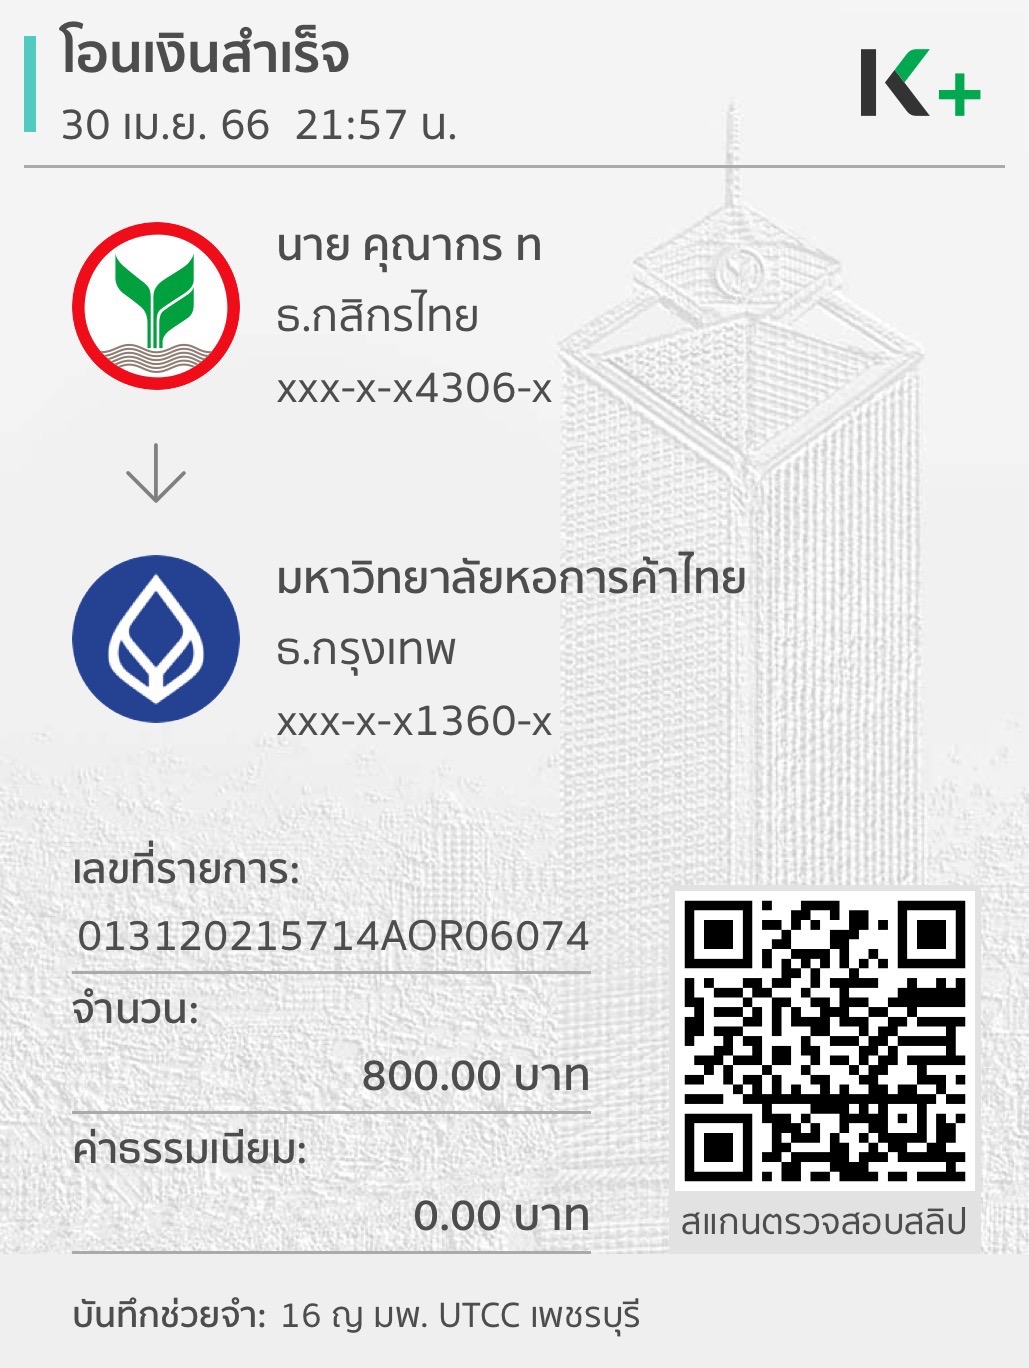 โอนเงินสำเร็จ
30 เม.ย. 66  21:57 น.
K+
นาย คุณากร ท
ธ.กสิกรไทย
xxx-x-x4306-x
มหาวิทยาลัยหอการค้าไทย
ธ.กรุงเทพ
xxx-x-x1360-x
เลขที่รายการ:
013120215714AOR06074
จำนวน:
800.00 บาท
ค่าธรรมเนียม:
0.00 บาท
สแกนตรวจสอบสลิป
บันทึกช่วยจำ: 16 ญ มพ. UTCC เพชรบุรี